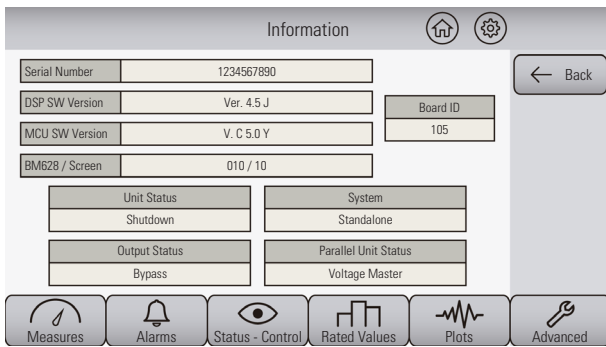 Information
Back
Serial Number 1234567890
DSP SW Version Ver. 4.5 J
Board ID
MCU SW Version V. C 5.0 Y
105
BM628 / Screen 010 / 10
Unit Status System
Shutdown Standalone
Output Status Parallel Unit Status
Bypass Voltage Master
Measures Alarms Status - Control Rated Values Plots Advanced